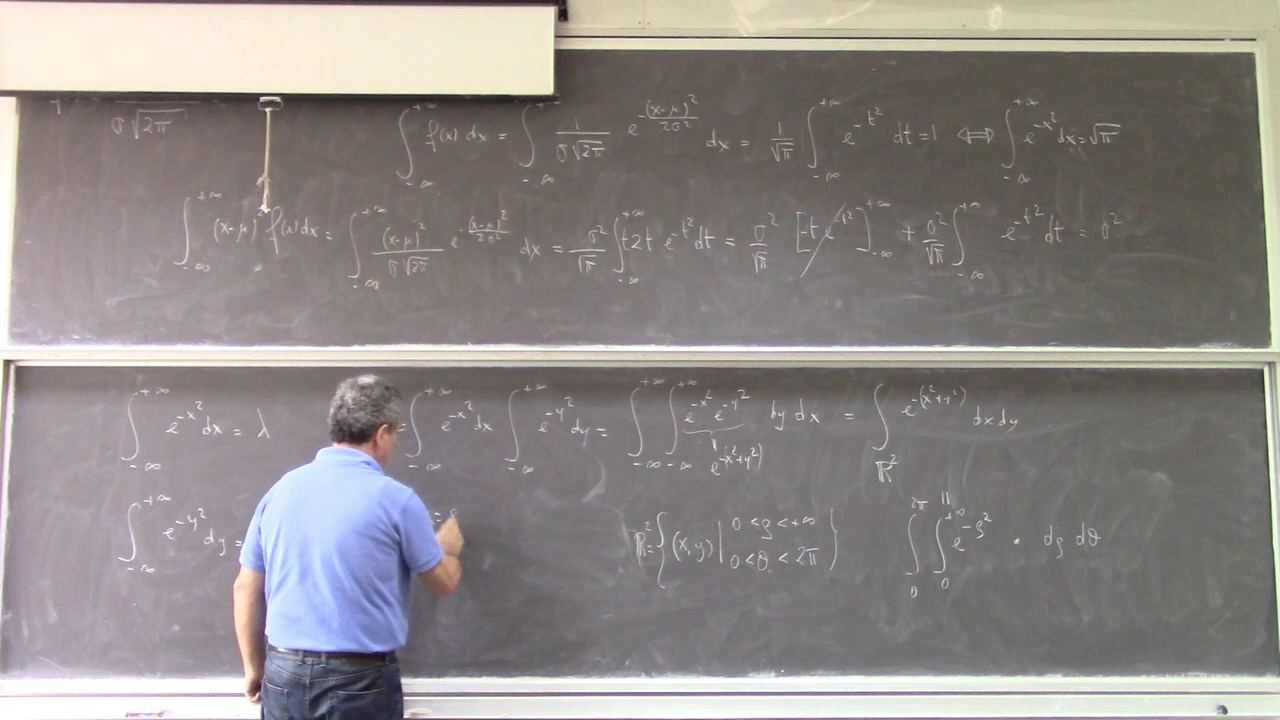 σ√2π
∫_{-∞}^{+∞} f(x) dx = ∫_{-∞}^{+∞} 1/(σ√2π) e^{-(x-μ)²/2σ²} dx = 1/√π ∫_{-∞}^{+∞} e^{-t²} dt = 1 ⟺ ∫_{-∞}^{+∞} e^{-x²} dx = √π
∫_{-∞}^{+∞} (x-μ)² f(x) dx = ∫_{-∞}^{+∞} (x-μ)²/(σ√2π) e^{-(x-μ)²/2σ²} dx = σ²/√π ∫_{-∞}^{+∞} t 2t e^{-t²} dt = σ²/√π [-t e^{-t²}]_{-∞}^{+∞} + σ²/√π ∫_{-∞}^{+∞} e^{-t²} dt = σ²
∫_{-∞}^{+∞} e^{-x²} dx = λ
∫_{-∞}^{+∞} e^{-x²} dx ∫_{-∞}^{+∞} e^{-y²} dy = ∫_{-∞}^{+∞} ∫_{-∞}^{+∞} e^{-x²} e^{-y²} dy dx = ∫_{ℝ²} e^{-(x²+y²)} dx dy
"
e^{-(x²+y²)}
∫_{-∞}^{+∞} e^{-y²} dy =
ℝ² = {(x,y) | 0 < ρ < +∞
0 < θ < 2π}
∫_0^{2π} ∫_0^{+∞} e^{-ρ²} · dρ dθ